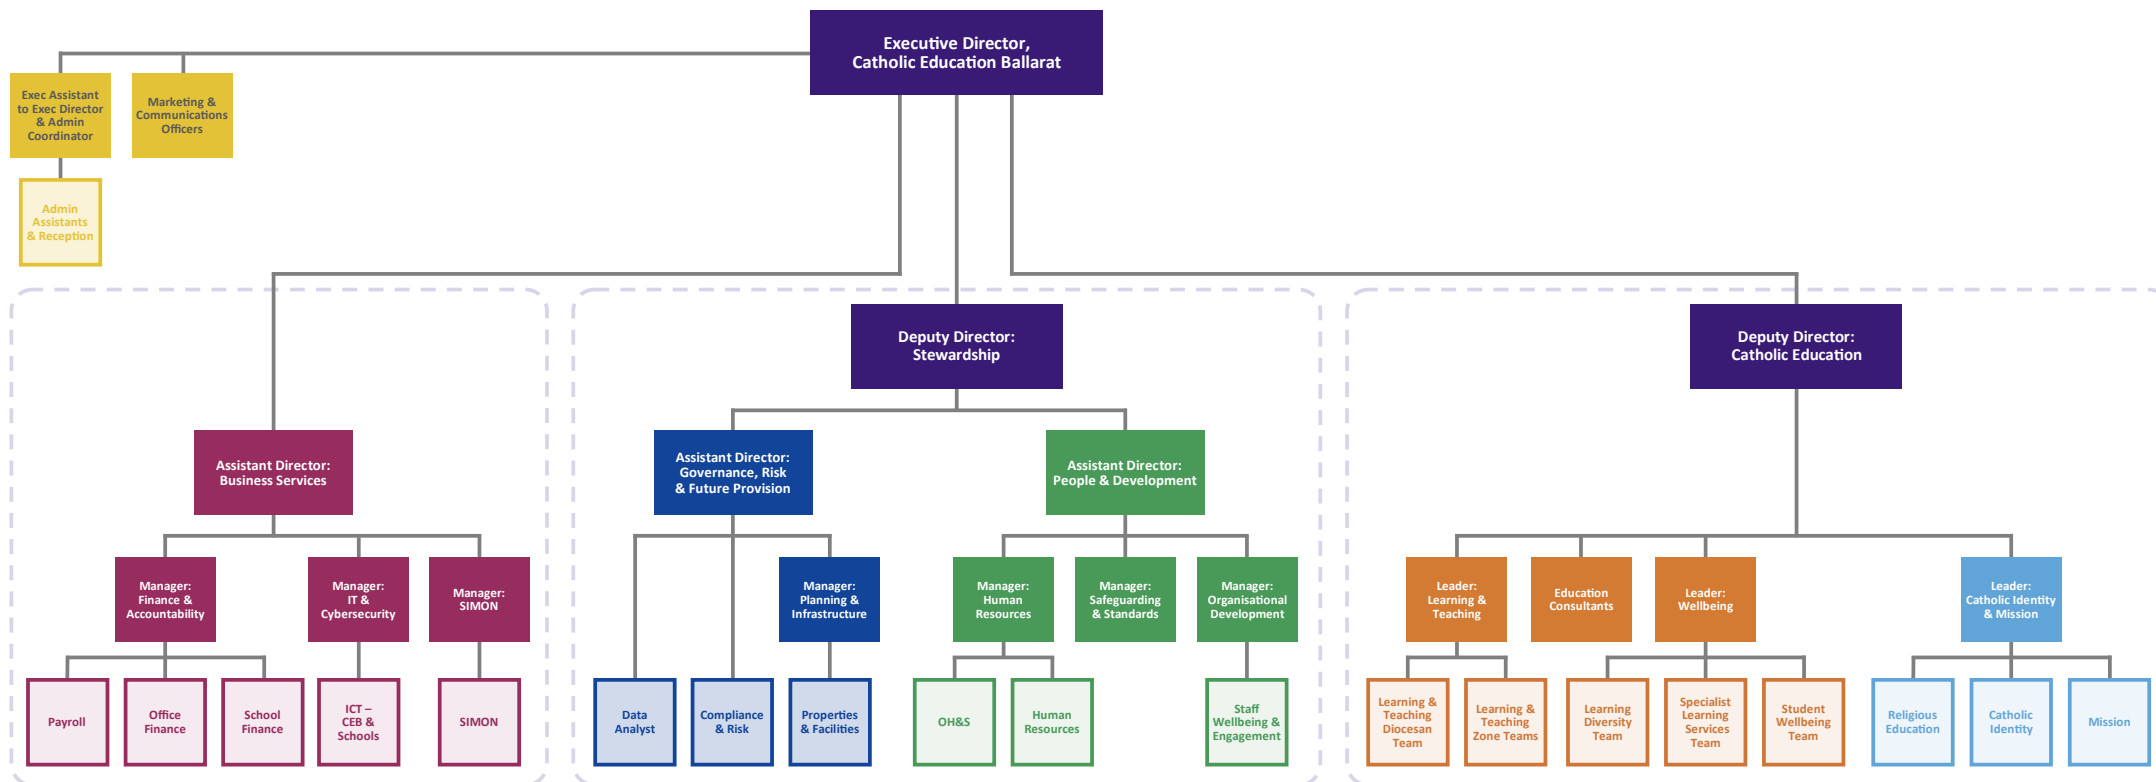 Executive Director,
Catholic Education Ballarat
Exec Assistant
to Exec Director
& Admin
Coordinator
Marketing &
Communications
Officers
Admin
Assistants
& Reception
Deputy Director:
Stewardship
Deputy Director:
Catholic Education
Assistant Director:
Business Services
Assistant Director:
Governance, Risk
& Future Provision
Assistant Director:
People & Development
Manager:
Finance &
Accountability
Manager:
IT &
Cybersecurity
Manager:
SIMON
Manager:
Planning &
Infrastructure
Manager:
Human
Resources
Manager:
Safeguarding
& Standards
Manager:
Organisational
Development
Leader:
Learning &
Teaching
Education
Consultants
Leader:
Wellbeing
Leader:
Catholic Identity
& Mission
Payroll
Office
Finance
School
Finance
ICT –
CEB &
Schools
SIMON
Data
Analyst
Compliance
& Risk
Properties
& Facilities
OH&S
Human
Resources
Staff
Wellbeing &
Engagement
Learning &
Teaching
Diocesan
Team
Learning &
Teaching
Zone Teams
Learning
Diversity
Team
Specialist
Learning
Services
Team
Student
Wellbeing
Team
Religious
Education
Catholic
Identity
Mission